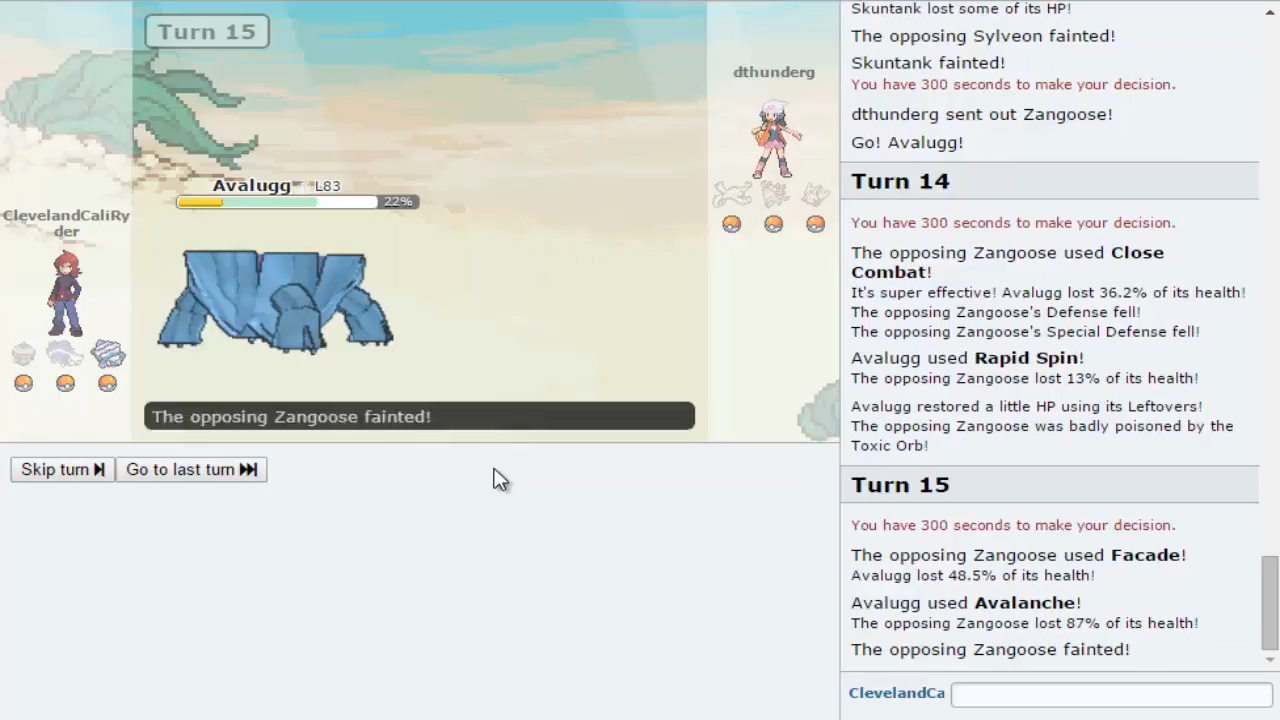 Turn 15
dthunderg
Avalugg L83
22%
ClevelandCaliRy
der
The opposing Zangoose fainted!
Skip turn
Go to last turn
Skuntank lost some of its HP!
The opposing Sylveon fainted!
Skuntank fainted!
You have 300 seconds to make your decision.
dthunderg sent out Zangoose!
Go! Avalugg!
Turn 14
You have 300 seconds to make your decision.
The opposing Zangoose used Close
Combat!
It's super effective! Avalugg lost 36.2% of its health!
The opposing Zangoose's Defense fell!
The opposing Zangoose's Special Defense fell!
Avalugg used Rapid Spin!
The opposing Zangoose lost 13% of its health!
Avalugg restored a little HP using its Leftovers!
The opposing Zangoose was badly poisoned by the
Toxic Orb!
Turn 15
You have 300 seconds to make your decision.
The opposing Zangoose used Facade!
Avalugg lost 48.5% of its health!
Avalugg used Avalanche!
The opposing Zangoose lost 87% of its health!
The opposing Zangoose fainted!
ClevelandCa